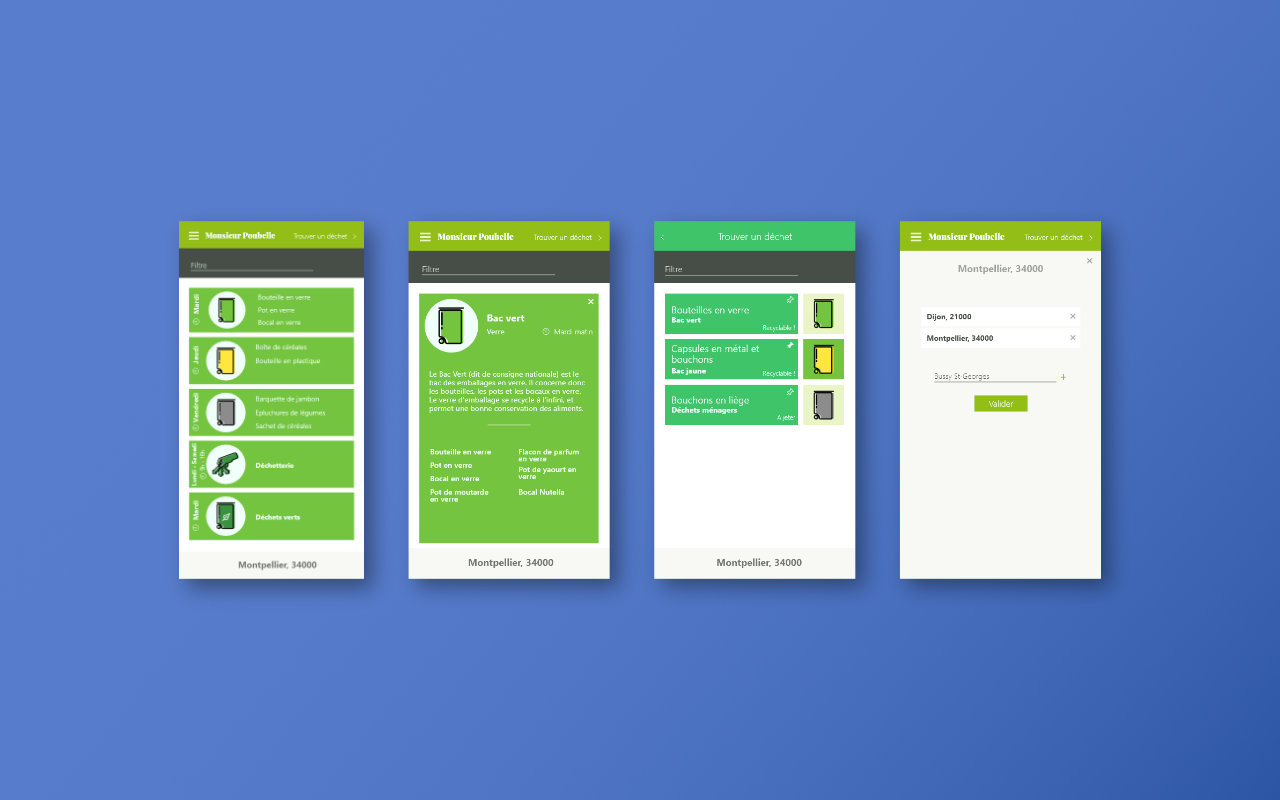 Monsieur Poubelle
Trouver un déchet >
Filtre
Mardi
Bouteille en verre
Pot en verre
Bocal en verre
Jeudi
Boîte de céréales
Bouteille en plastique
Vendredi
Barquette de jambon
Epluchures de légumes
Sachet de céréales
Lundi - Samedi
9h - 18h
Déchetterie
Mardi
Déchets verts
Montpellier, 34000
Monsieur Poubelle
Trouver un déchet >
Filtre
Bac vert
Verre
Mardi matin
Le Bac Vert (dit de consigne nationale) est le
bac des emballages en verre. Il concerne donc
les bouteilles, les pots et les bocaux en verre.
Le verre d'emballage se recycle à l'infini, et
permet une bonne conservation des aliments.
Bouteille en verre
Pot en verre
Bocal en verre
Pot de moutarde
en verre
Flacon de parfum
en verre
Pot de yaourt en
verre
Bocal Nutella
Montpellier, 34000
< Trouver un déchet
Filtre
Bouteilles en verre
Bac vert
Recyclable !
Capsules en métal et
bouchons
Bac jaune
Recyclable !
Bouchons en liège
Déchets ménagers
A jeter
Montpellier, 34000
Monsieur Poubelle
Trouver un déchet >
Montpellier, 34000
Dijon, 21000
Montpellier, 34000
Bussy St-Georges
Valider